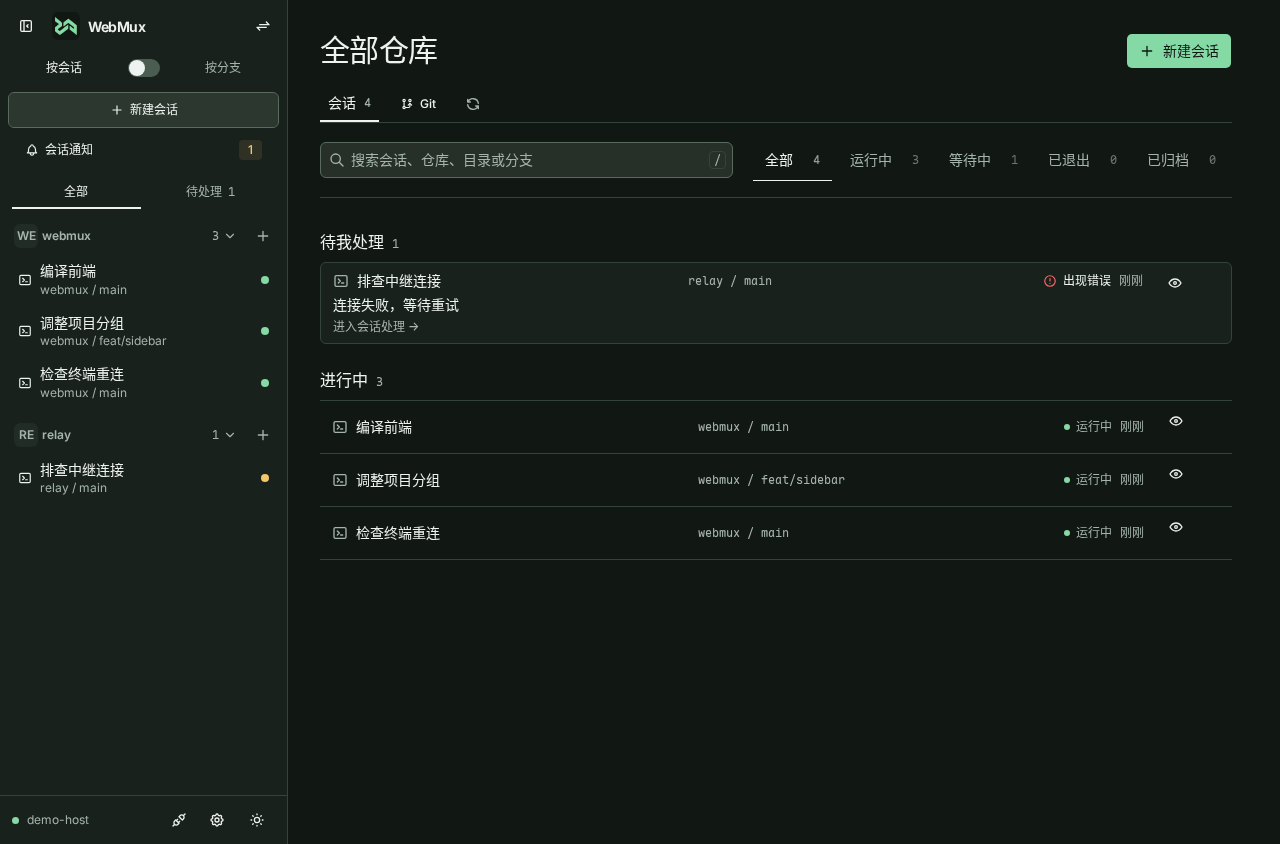 WebMux
按会话 按分支
新建会话
会话通知 1
全部 待处理 1
WE webmux 3
编译前端
webmux / main
调整项目分组
webmux / feat/sidebar
检查终端重连
webmux / main
RE relay 1
排查中继连接
relay / main
demo-host
全部仓库
新建会话
会话 4 Git
搜索会话、仓库、目录或分支 /
全部 4 运行中 3 等待中 1 已退出 0 已归档 0
待我处理 1
排查中继连接 relay / main 出现错误 刚刚
连接失败，等待重试
进入会话处理 →
进行中 3
编译前端 webmux / main 运行中 刚刚
调整项目分组 webmux / feat/sidebar 运行中 刚刚
检查终端重连 webmux / main 运行中 刚刚